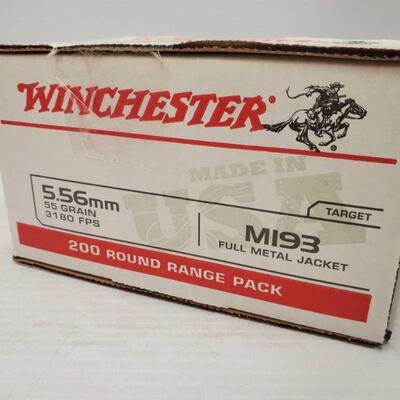 WINCHESTER
MADE IN
USA
5.56mm
55 GRAIN
3180 FPS
TARGET
M193
FULL METAL JACKET
200 ROUND RANGE PACK